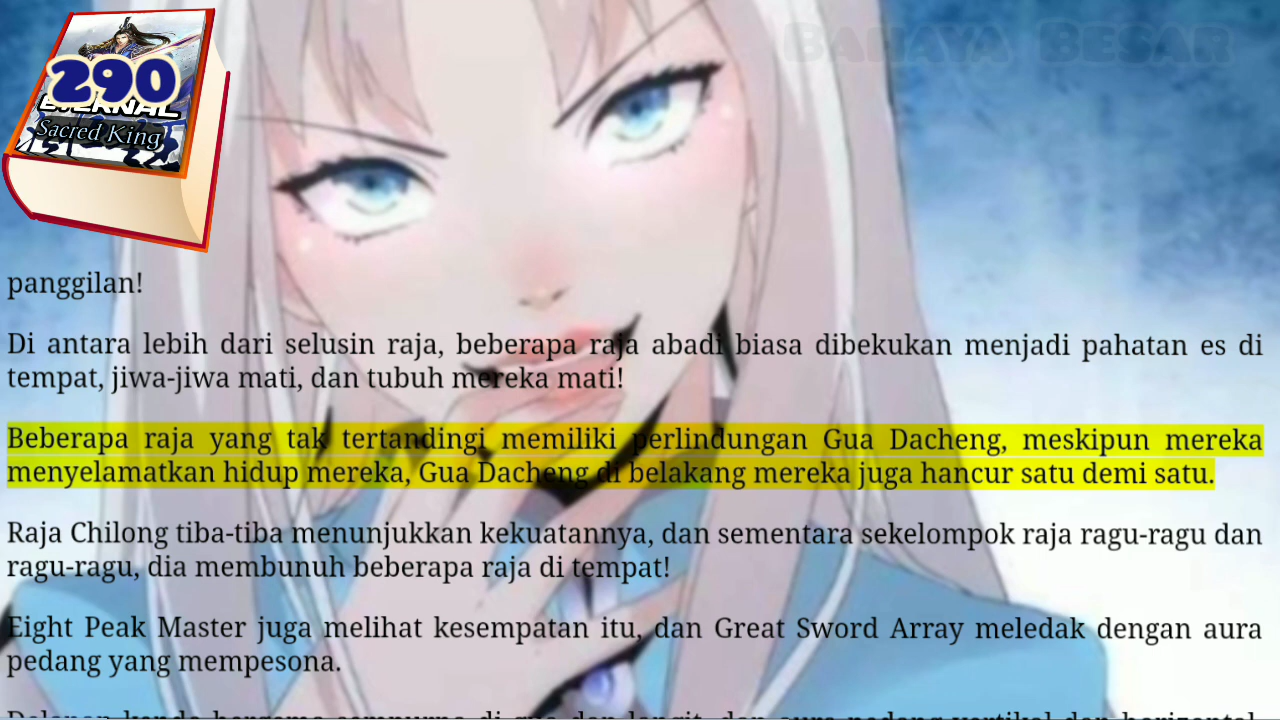 BAHAYA BESAR
290
ETERNAL
Sacred King
panggilan!
Di antara lebih dari selusin raja, beberapa raja abadi biasa dibekukan menjadi pahatan es di
tempat, jiwa-jiwa mati, dan tubuh mereka mati!
Beberapa raja yang tak tertandingi memiliki perlindungan Gua Dacheng, meskipun mereka
menyelamatkan hidup mereka, Gua Dacheng di belakang mereka juga hancur satu demi satu.
Raja Chilong tiba-tiba menunjukkan kekuatannya, dan sementara sekelompok raja ragu-ragu dan
ragu-ragu, dia membunuh beberapa raja di tempat!
Eight Peak Master juga melihat kesempatan itu, dan Great Sword Array meledak dengan aura
pedang yang mempesona.